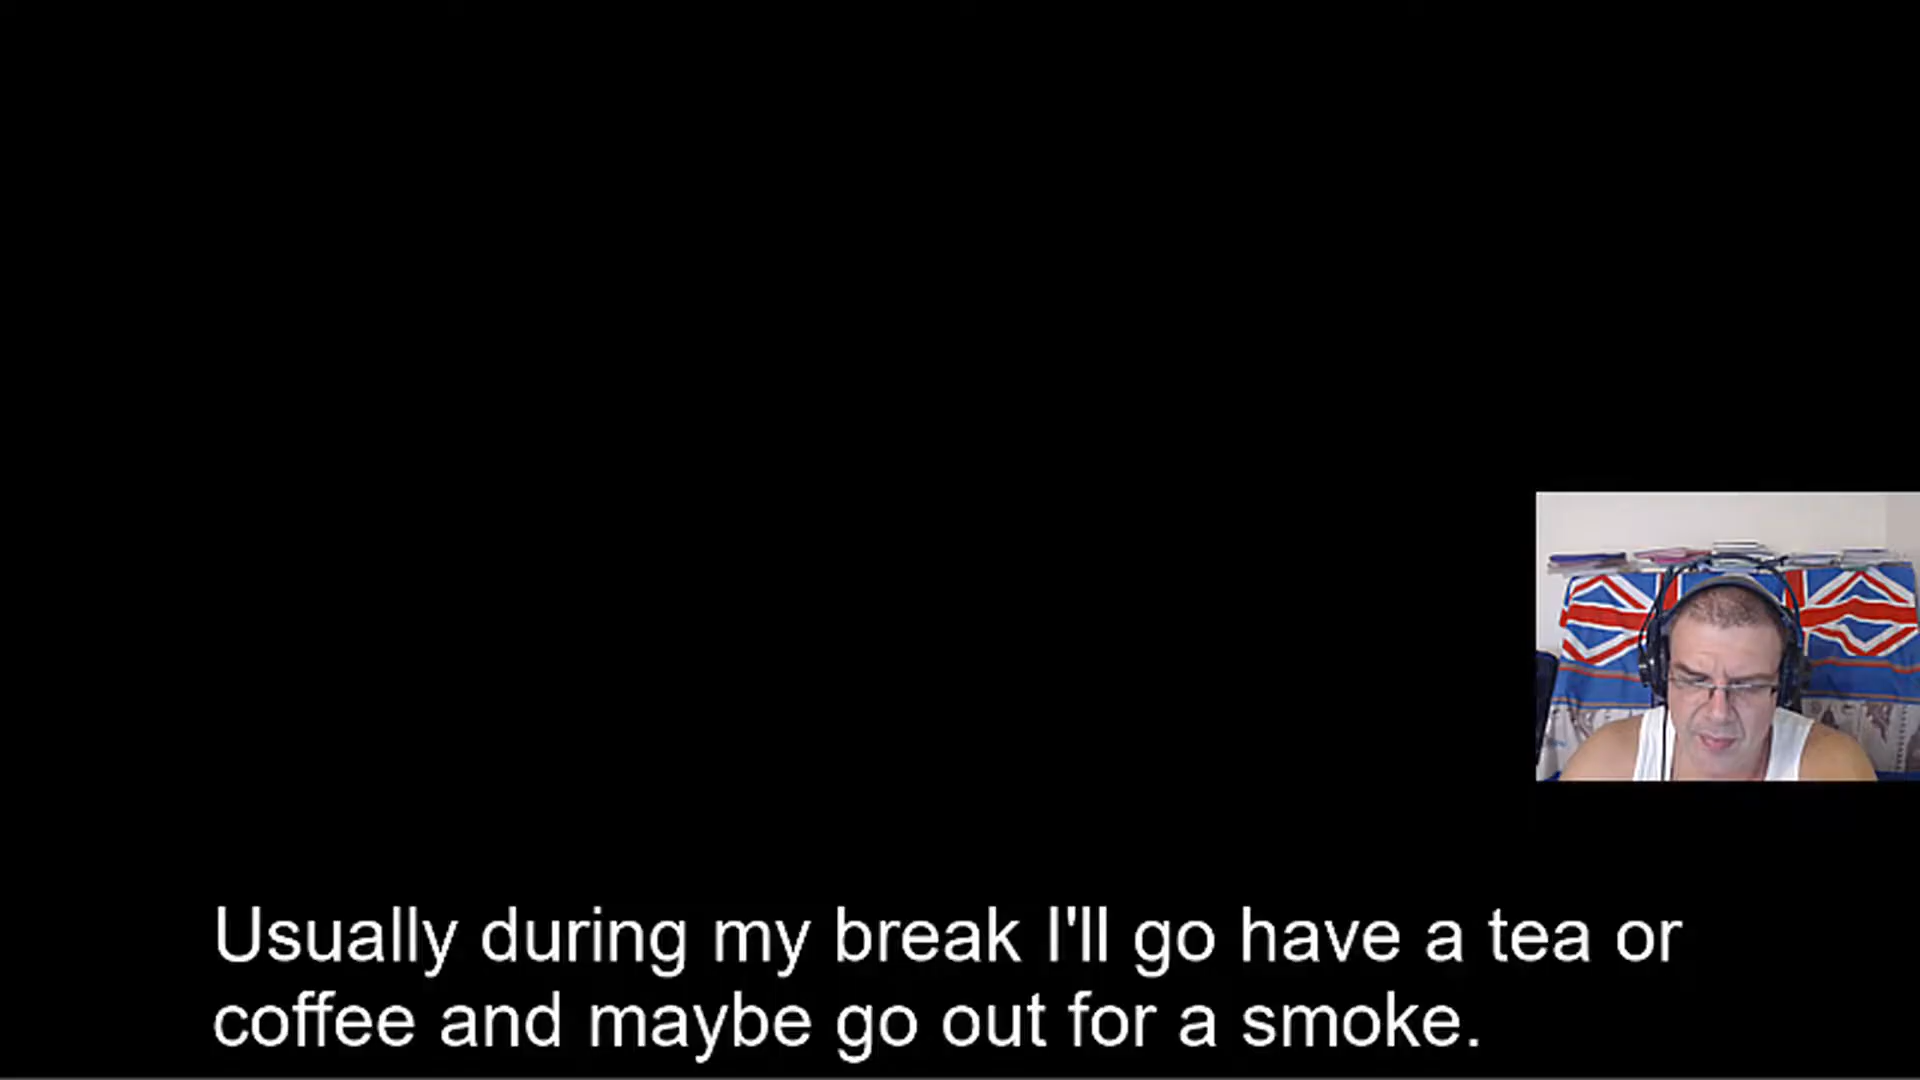 Usually during my break I'll go have a tea or
coffee and maybe go out for a smoke.